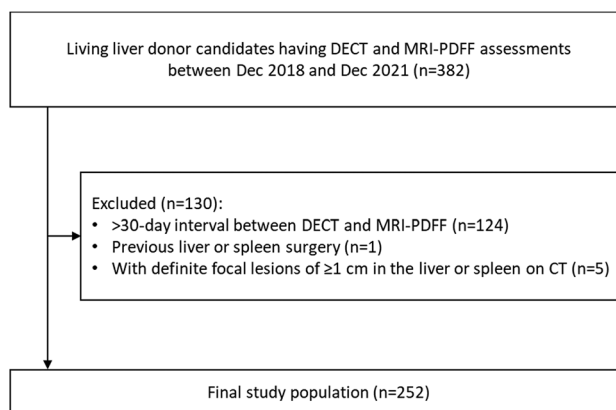 Living liver donor candidates having DECT and MRI-PDFF assessments
between Dec 2018 and Dec 2021 (n=382)
Excluded (n=130):
• >30-day interval between DECT and MRI-PDFF (n=124)
• Previous liver or spleen surgery (n=1)
• With definite focal lesions of ≥1 cm in the liver or spleen on CT (n=5)
Final study population (n=252)